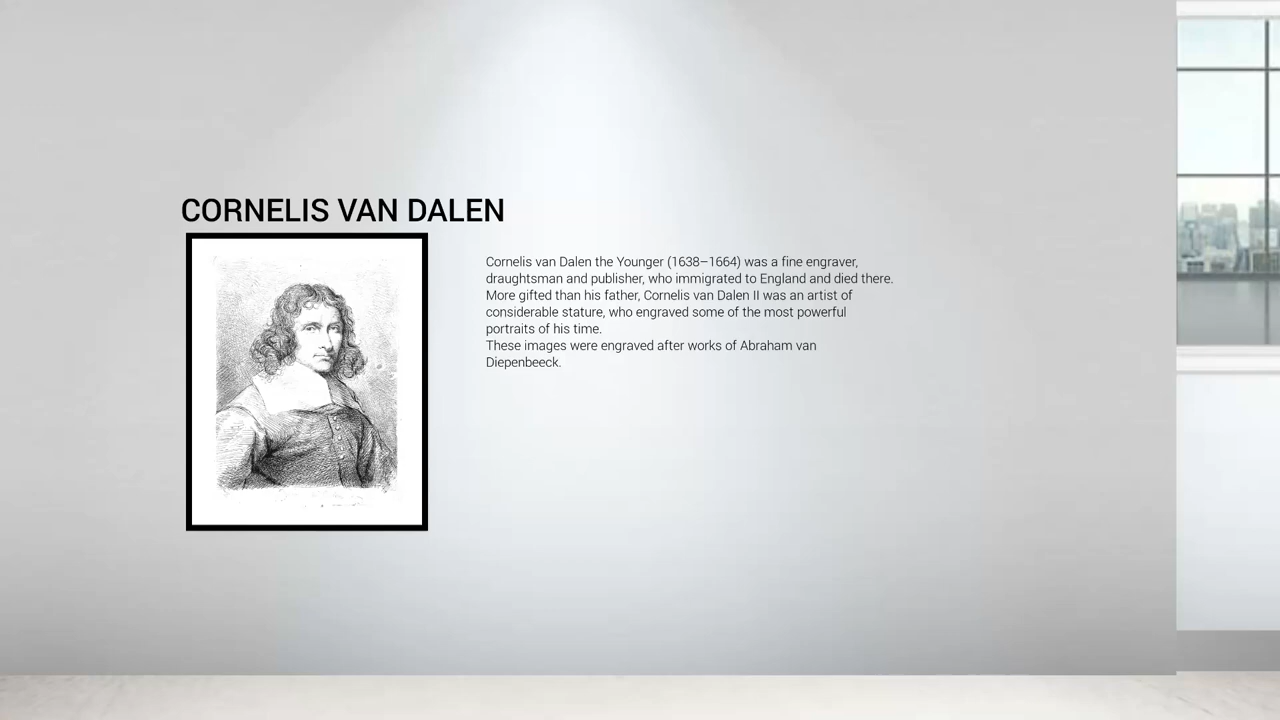 CORNELIS VAN DALEN
Cornelis van Dalen the Younger (1638–1664) was a fine engraver,
draughtsman and publisher, who immigrated to England and died there.
More gifted than his father, Cornelis van Dalen II was an artist of
considerable stature, who engraved some of the most powerful
portraits of his time.
These images were engraved after works of Abraham van
Diepenbeeck.